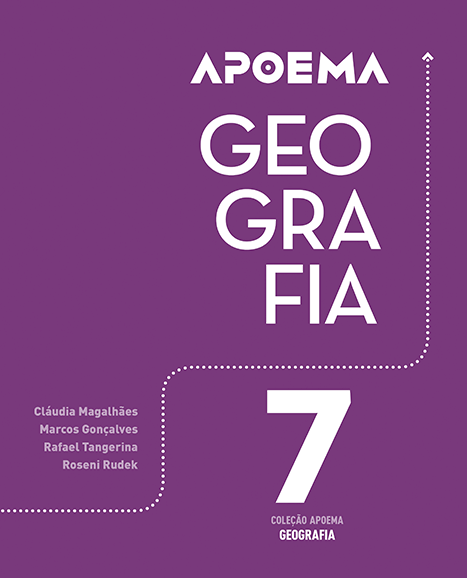 APOEMA
GEO
GRA
FIA
Cláudia Magalhães
Marcos Gonçalves
Rafael Tangerina
Roseni Rudek
7
COLEÇÃO APOEMA
GEOGRAFIA